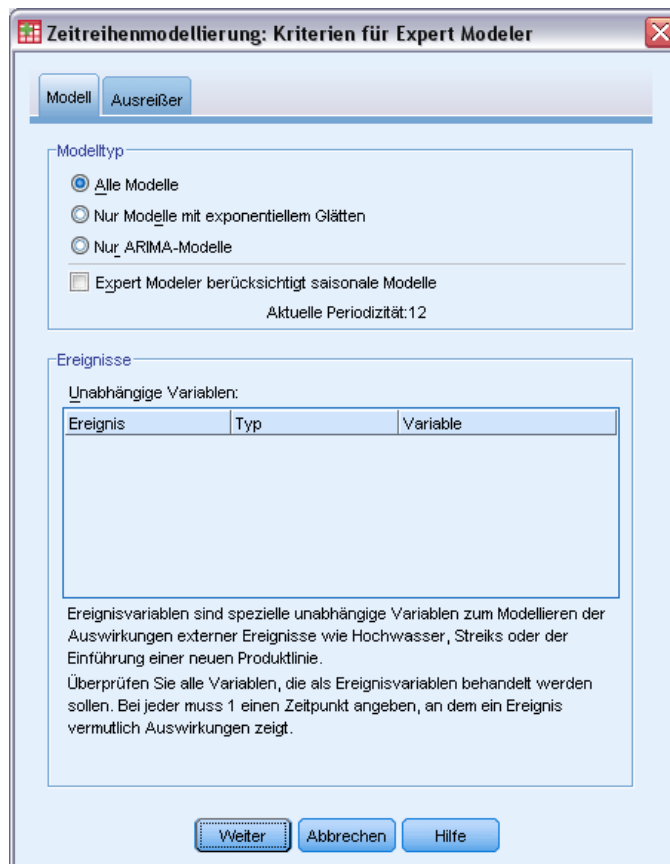 Zeitreihenmodellierung: Kriterien für Expert Modeler
Modell Ausreißer
Modelltyp
Alle Modelle
Nur Modelle mit exponentiellem Glätten
Nur ARIMA-Modelle
Expert Modeler berücksichtigt saisonale Modelle
Aktuelle Periodizität:12
Ereignisse
Unabhängige Variablen:
Ereignis Typ Variable
Ereignisvariablen sind spezielle unabhängige Variablen zum Modellieren der
Auswirkungen externer Ereignisse wie Hochwasser, Streiks oder der
Einführung einer neuen Produktlinie.
Überprüfen Sie alle Variablen, die als Ereignisvariablen behandelt werden
sollen. Bei jeder muss 1 einen Zeitpunkt angeben, an dem ein Ereignis
vermutlich Auswirkungen zeigt.
Weiter Abbrechen Hilfe